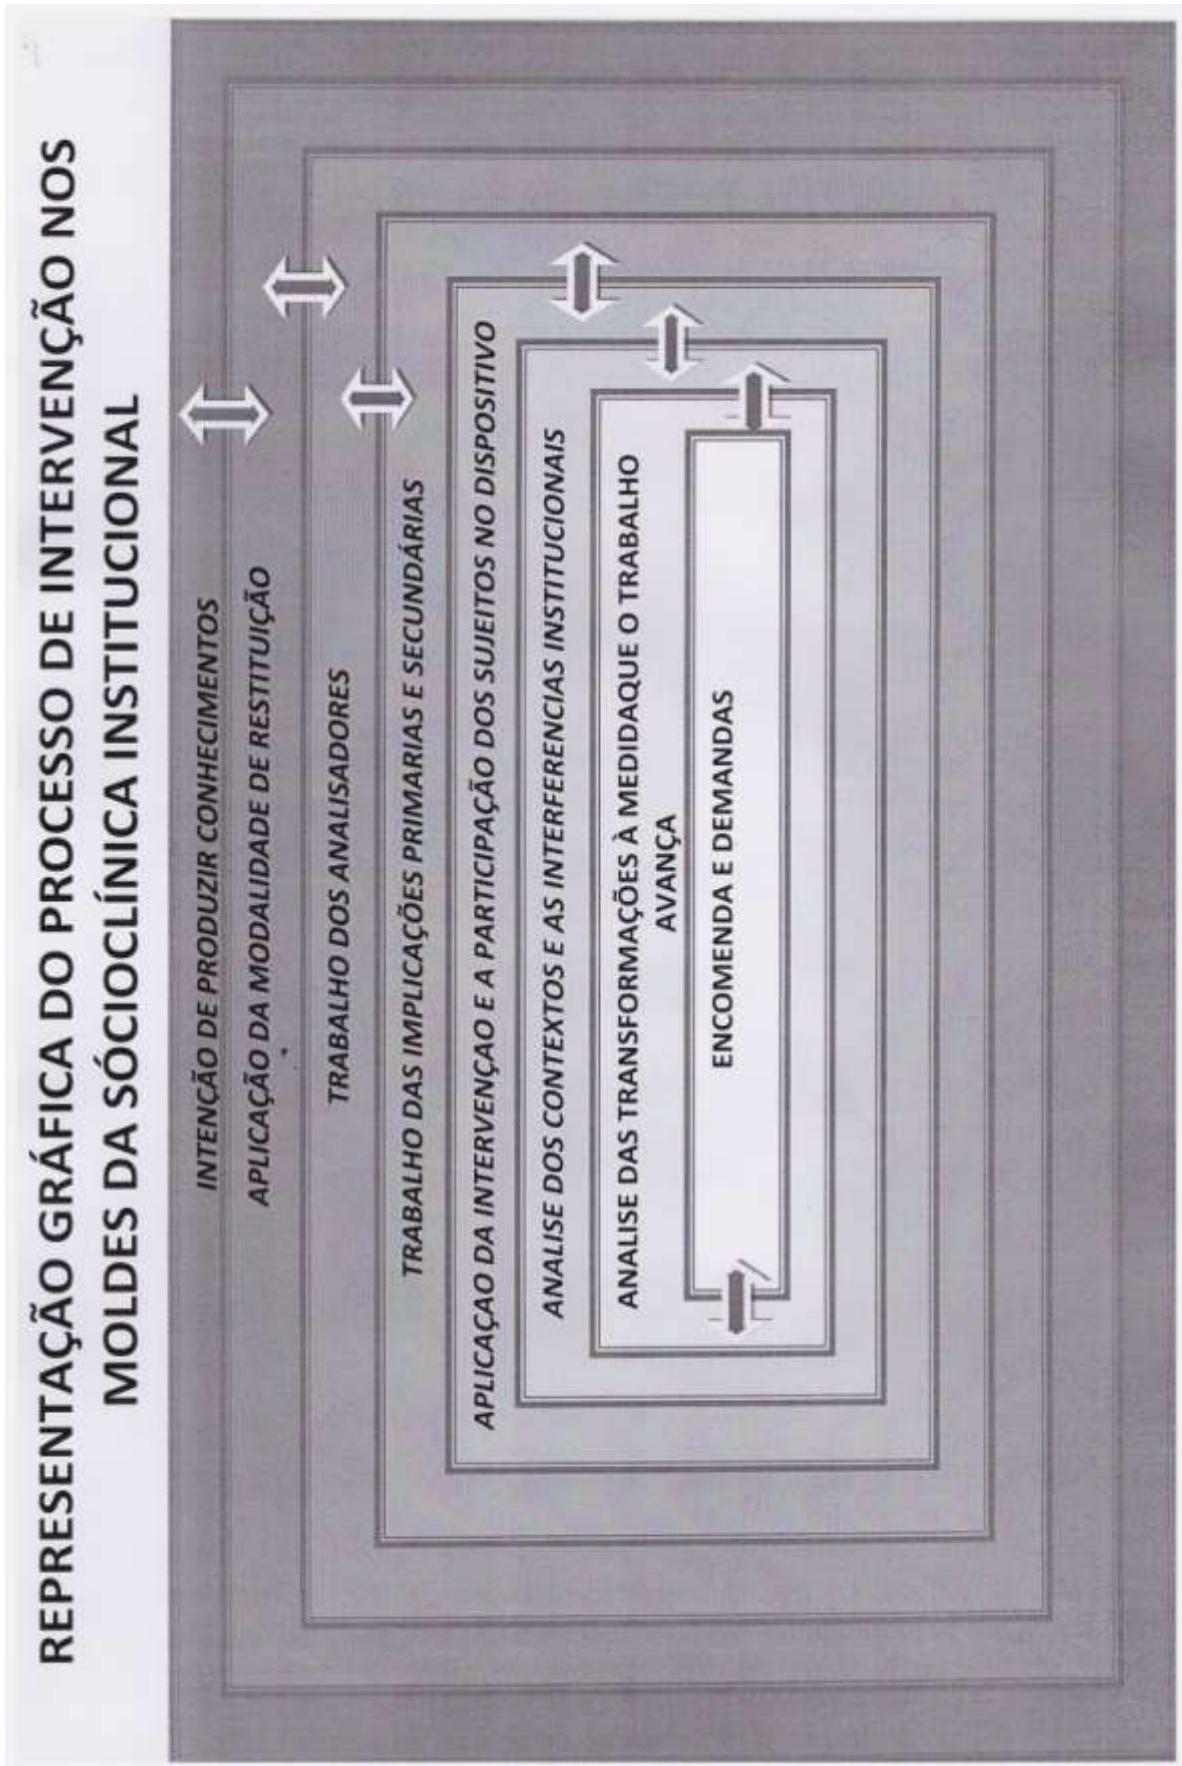 REPRESENTAÇÃO GRÁFICA DO PROCESSO DE INTERVENÇÃO NOS
MOLDES DA SÓCIOCLÍNICA INSTITUCIONAL
INTENÇÃO DE PRODUZIR CONHECIMENTOS
APLICAÇÃO DA MODALIDADE DE RESTITUIÇÃO
TRABALHO DOS ANALISADORES
TRABALHO DAS IMPLICAÇÕES PRIMARIAS E SECUNDÁRIAS
APLICAÇAO DA INTERVENÇAO E A PARTICIPAÇÃO DOS SUJEITOS NO DISPOSITIVO
ANALISE DOS CONTEXTOS E AS INTERFERENCIAS INSTITUCIONAIS
ANALISE DAS TRANSFORMAÇÕES À MEDIDAQUE O TRABALHO
AVANÇA
ENCOMENDA E DEMANDAS